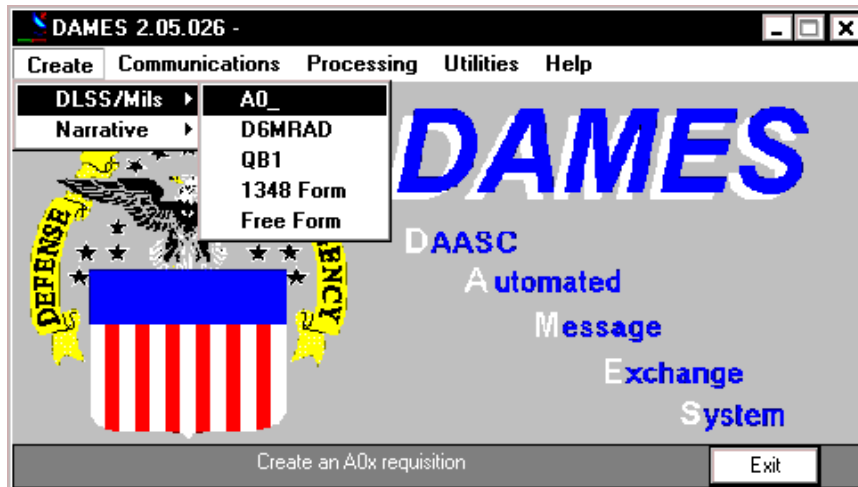 DAMES 2.05.026 -
Create Communications Processing Utilities Help
DLSS/Mils
Narrative
A0_
D6MRAD
QB1
1348 Form
Free Form
DAMES
DAASC
Automated
Message
Exchange
System
DEFENSE
ENCY
Create an A0x requisition
Exit